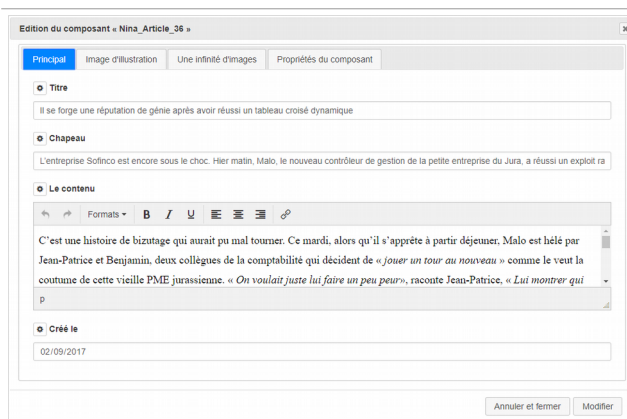 Edition du composant « Nina_Article_36 »
Principal Image d'illustration Une infinité d'images Propriétés du composant
Titre
Il se forge une réputation de génie après avoir réussi un tableau croisé dynamique
Chapeau
L'entreprise Sofinco est encore sous le choc. Hier matin, Malo, le nouveau contrôleur de gestion de la petite entreprise du Jura, a réussi un exploit ra
Le contenu
Formats B I U
C'est une histoire de bizutage qui aurait pu mal tourner. Ce mardi, alors qu'il s'apprête à partir déjeuner, Malo est hélé par
Jean-Patrice et Benjamin, deux collègues de la comptabilité qui décident de « jouer un tour au nouveau » comme le veut la
coutume de cette vieille PME jurassienne. « On voulait juste lui faire un peu peur», raconte Jean-Patrice, « Lui montrer qui
p
Créé le
02/09/2017
Annuler et fermer Modifier